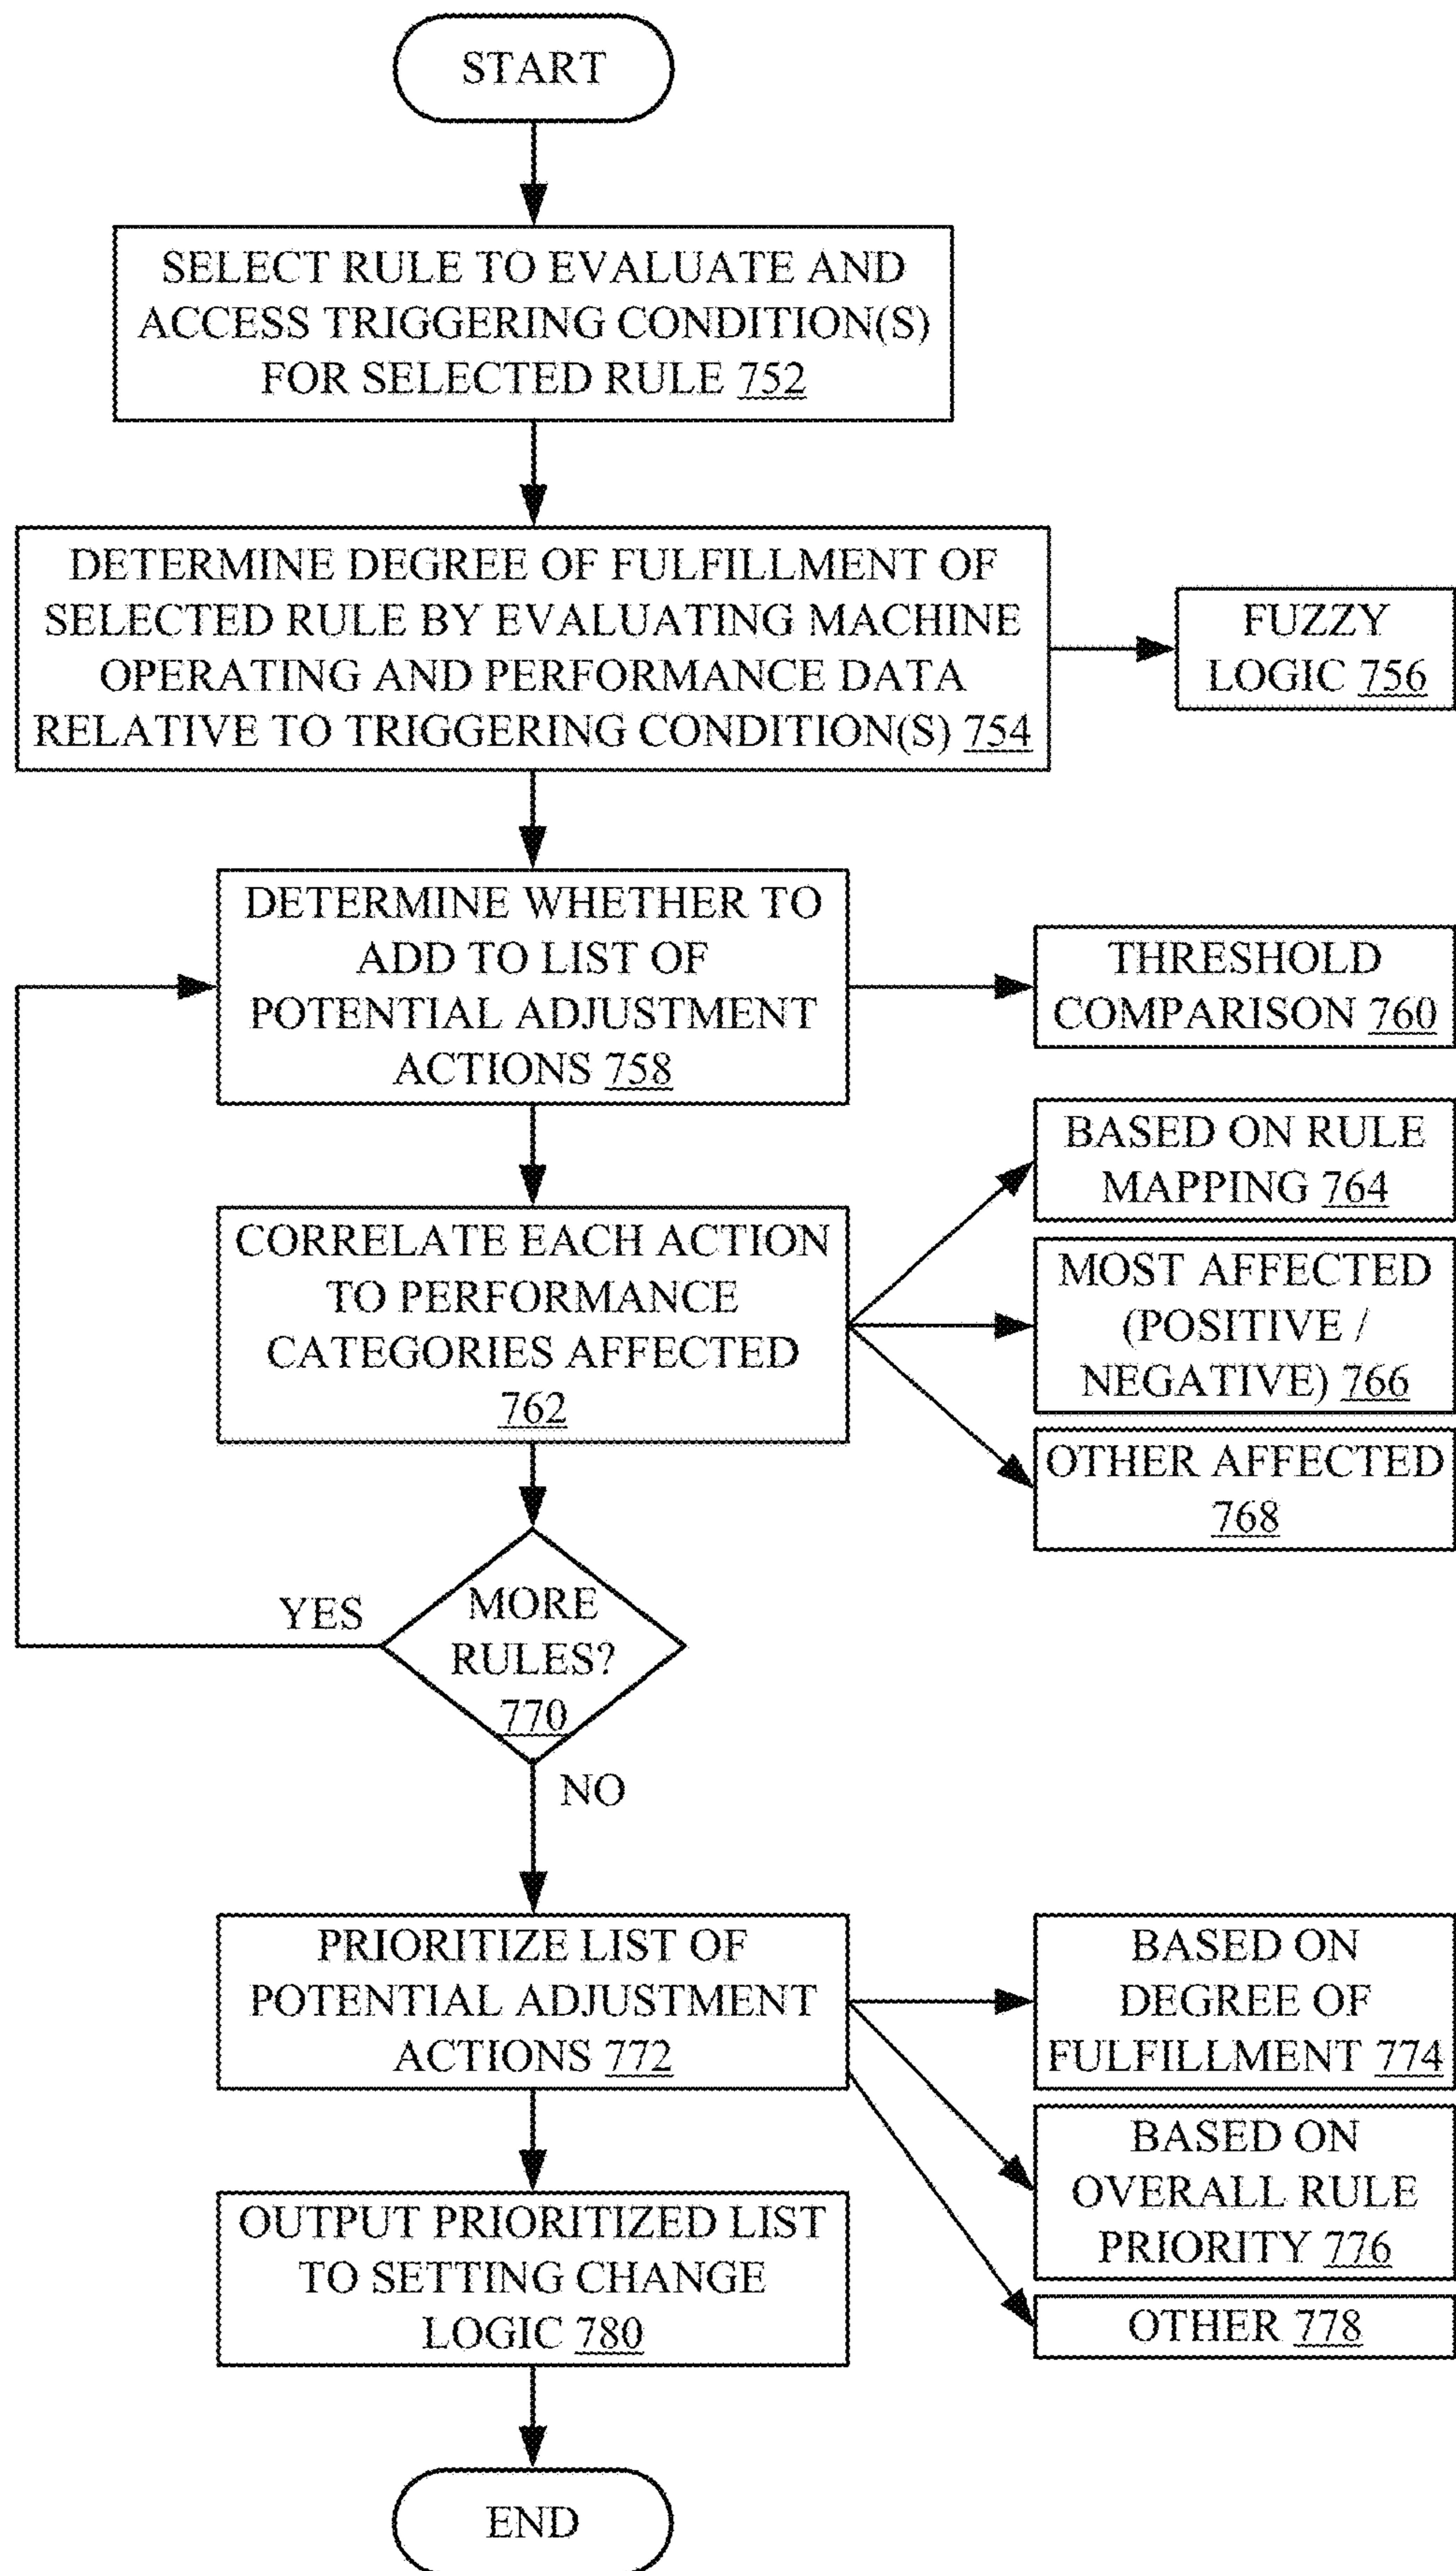 START
SELECT RULE TO EVALUATE AND
ACCESS TRIGGERING CONDITION(S)
FOR SELECTED RULE 752
DETERMINE DEGREE OF FULFILLMENT OF
SELECTED RULE BY EVALUATING MACHINE
OPERATING AND PERFORMANCE DATA
RELATIVE TO TRIGGERING CONDITION(S) 754
FUZZY
LOGIC 756
DETERMINE WHETHER TO
ADD TO LIST OF
POTENTIAL ADJUSTMENT
ACTIONS 758
THRESHOLD
COMPARISON 760
CORRELATE EACH ACTION
TO PERFORMANCE
CATEGORIES AFFECTED
762
BASED ON RULE
MAPPING 764
MOST AFFECTED
(POSITIVE /
NEGATIVE) 766
OTHER AFFECTED
768
YES
MORE
RULES?
770
NO
PRIORITIZE LIST OF
POTENTIAL ADJUSTMENT
ACTIONS 772
BASED ON
DEGREE OF
FULFILLMENT 774
BASED ON
OVERALL RULE
PRIORITY 776
OTHER 778
OUTPUT PRIORITIZED LIST
TO SETTING CHANGE
LOGIC 780
END